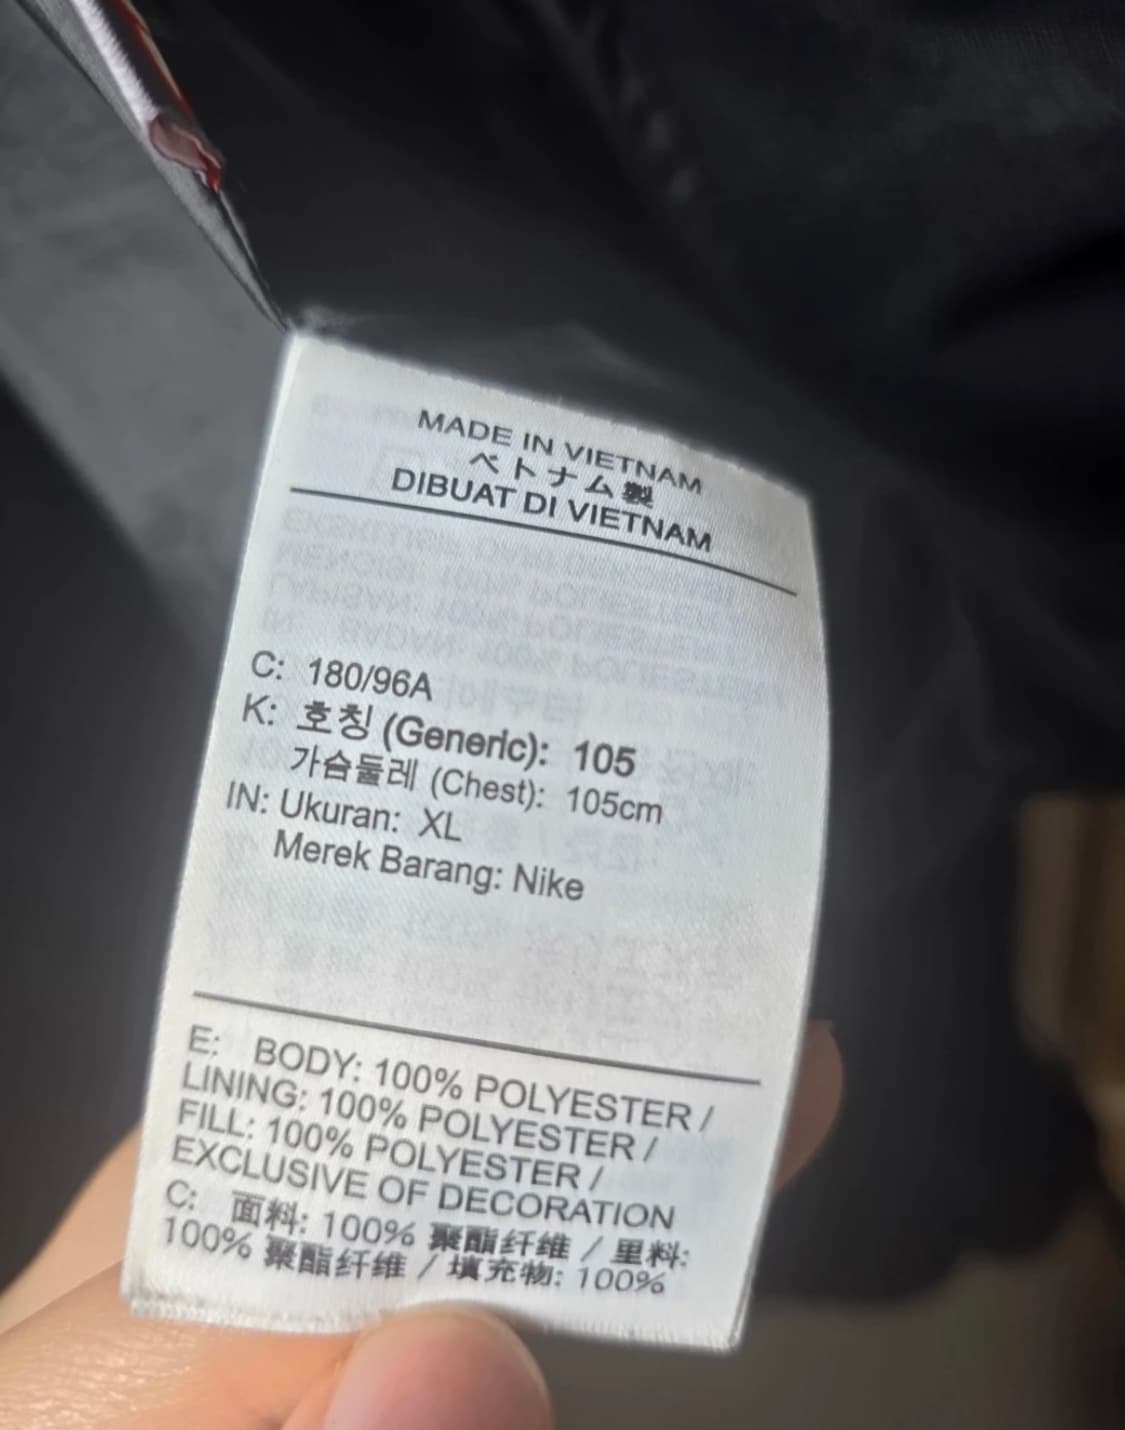 MADE IN VIETNAM
ベトナム製
DIBUAT DI VIETNAM
C: 180/96A
K: 호칭 (Generic): 105
가슴둘레 (Chest): 105cm
IN: Ukuran: XL
Merek Barang: Nike
E: BODY: 100% POLYESTER /
LINING: 100% POLYESTER /
FILL: 100% POLYESTER /
EXCLUSIVE OF DECORATION
C: 面料: 100% 聚酯纤维 / 里料:
100% 聚酯纤维 / 填充物: 100%